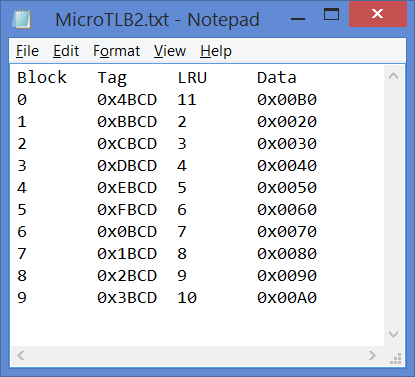 MicroTLB2.txt - Notepad
File Edit Format View Help
Block Tag LRU Data
0 0x4BCD 11 0x00B0
1 0xBBCD 2 0x0020
2 0xCBCD 3 0x0030
3 0xDBCD 4 0x0040
4 0xEBCD 5 0x0050
5 0xFBCD 6 0x0060
6 0x0BCD 7 0x0070
7 0x1BCD 8 0x0080
8 0x2BCD 9 0x0090
9 0x3BCD 10 0x00A0